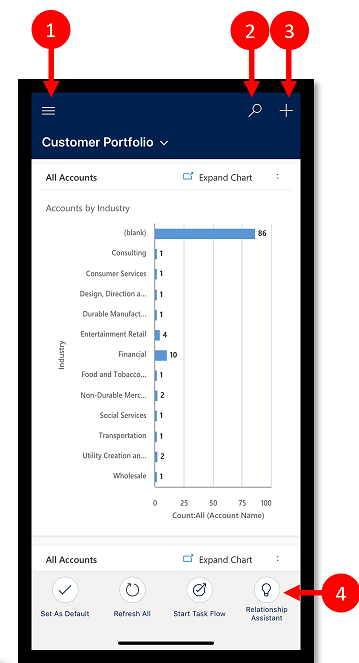 1 2 3
Customer Portfolio
All Accounts Expand Chart
Accounts by Industry
(blank) 86
Consulting 1
Consumer Services 1
Design, Direction a... 1
Durable Manufact... 1
Entertainment Retail 4
Financial 10
Food and Tobacco... 1
Non-Durable Merc... 2
Social Services 1
Transportation 1
Utility Creation an... 2
Wholesale 1
Industry
0 25 50 75 100
Count:All (Account Name)
All Accounts Expand Chart
4
Set As Default Refresh All Start Task Flow Relationship
Assistant